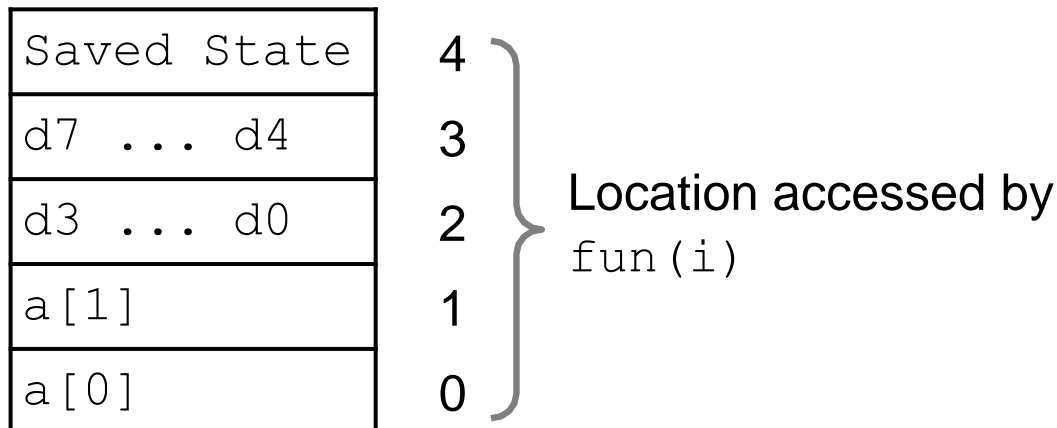 Saved State 4
d7 ... d4 3
d3 ... d0 2
a[1] 1
a[0] 0
Location accessed by
fun(i)